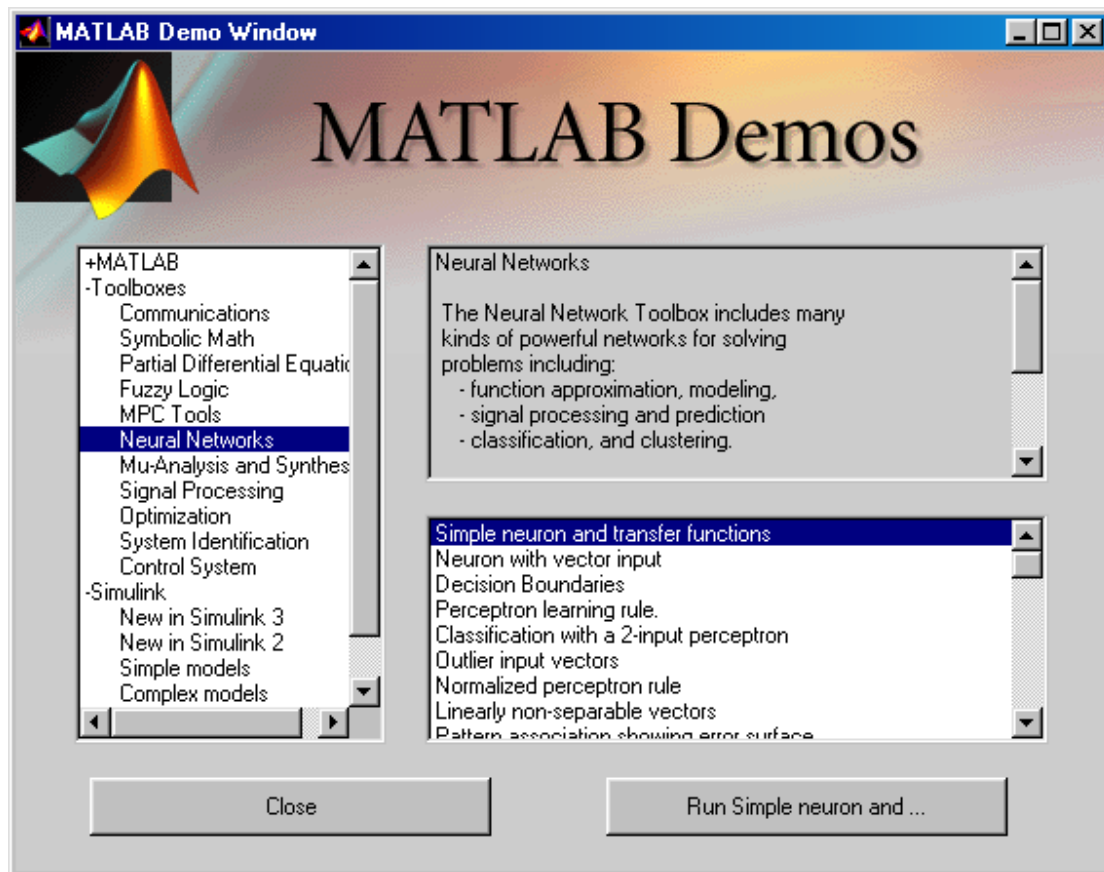 MATLAB Demo Window
MATLAB Demos
+MATLAB
-Toolboxes
Communications
Symbolic Math
Partial Differential Equatio
Fuzzy Logic
MPC Tools
Neural Networks
Mu-Analysis and Synthes
Signal Processing
Optimization
System Identification
Control System
-Simulink
New in Simulink 3
New in Simulink 2
Simple models
Complex models
Neural Networks
The Neural Network Toolbox includes many
kinds of powerful networks for solving
problems including:
- function approximation, modeling,
- signal processing and prediction
- classification, and clustering.
Simple neuron and transfer functions
Neuron with vector input
Decision Boundaries
Perceptron learning rule.
Classification with a 2-input perceptron
Outlier input vectors
Normalized perceptron rule
Linearly non-separable vectors
Pattern association showing error surface
Close
Run Simple neuron and ...